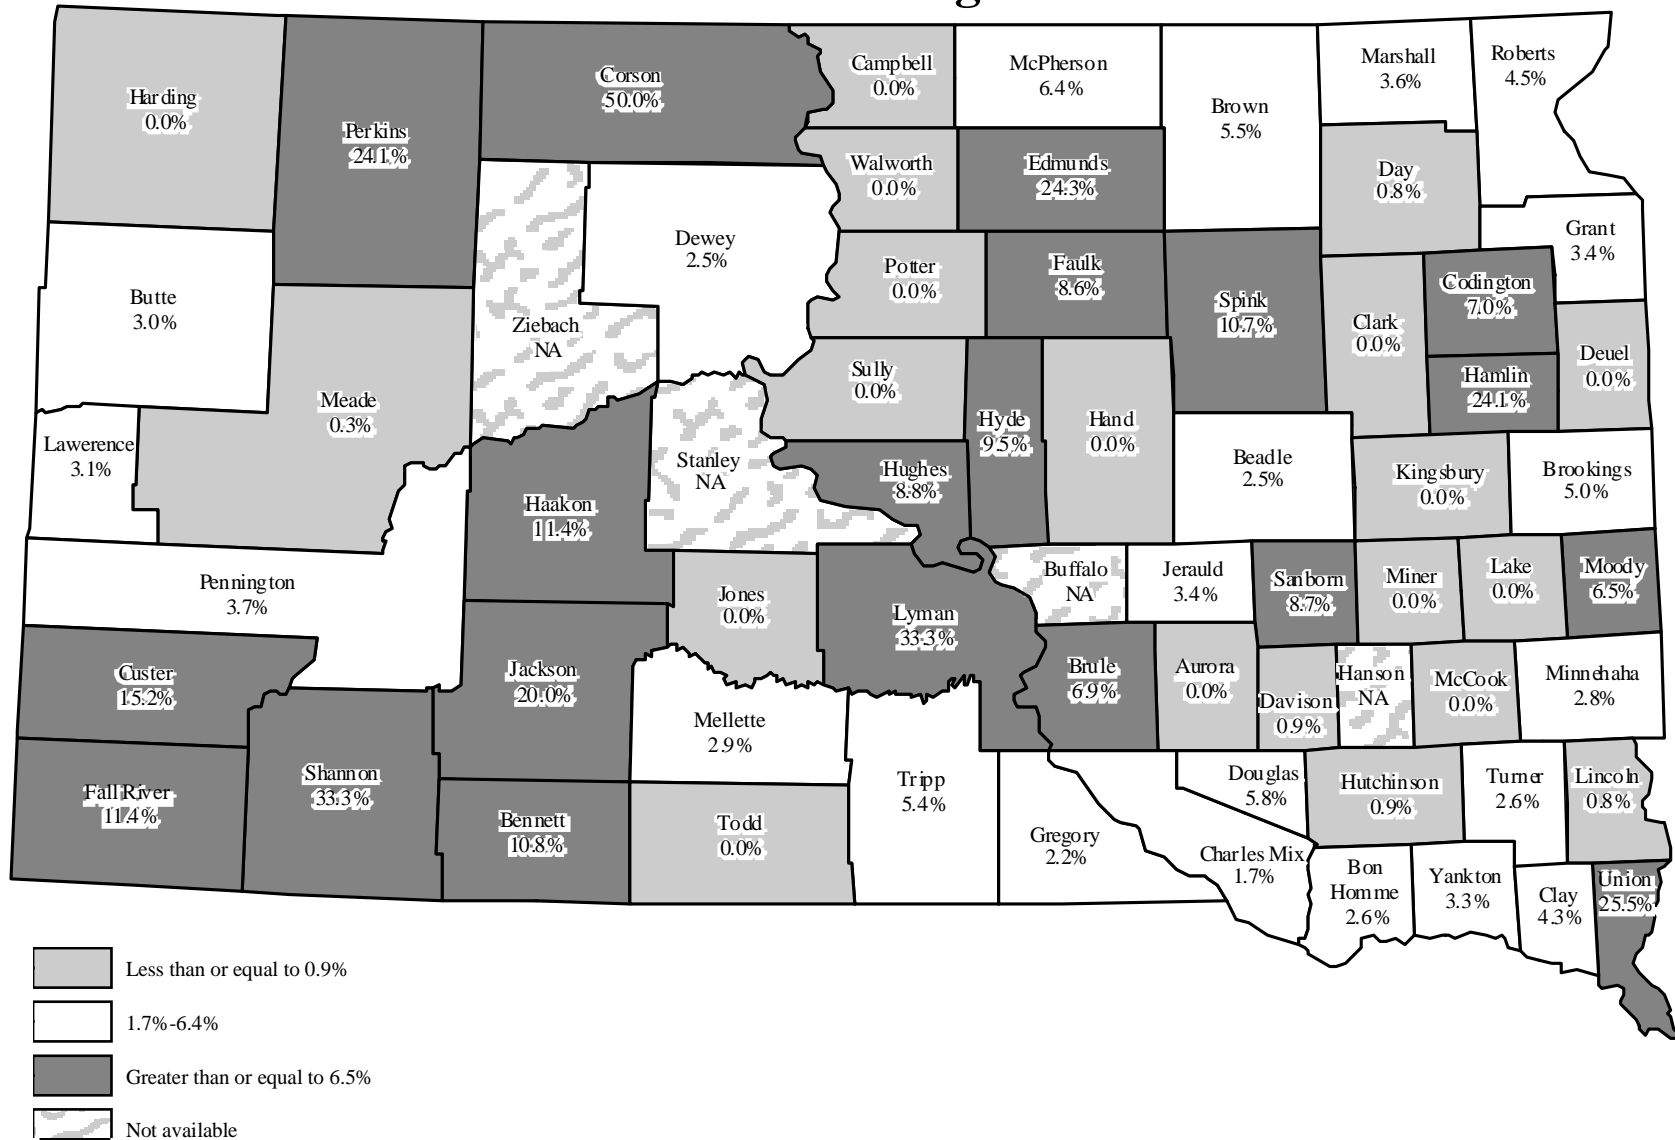 Harding
0.0%
Perkins
24.1%
Corson
50.0%
Campbell
0.0%
McPherson
6.4%
Brown
5.5%
Marshall
3.6%
Roberts
4.5%
Walworth
0.0%
Edmunds
24.3%
Day
0.8%
Grant
3.4%
Butte
3.0%
Ziebach
NA
Dewey
2.5%
Potter
0.0%
Faulk
8.6%
Spink
10.7%
Clark
0.0%
Codington
7.0%
Deuel
0.0%
Hamlin
24.1%
Meade
0.3%
Sully
0.0%
Hyde
9.5%
Hand
0.0%
Lawerence
3.1%
Stanley
NA
Hughes
8.8%
Beadle
2.5%
Kingsbury
0.0%
Brookings
5.0%
Haakon
11.4%
Pennington
3.7%
Jones
0.0%
Lyman
33.3%
Buffalo
NA
Jerauld
3.4%
Sanborn
8.7%
Miner
0.0%
Lake
0.0%
Moody
6.5%
Custer
15.2%
Jackson
20.0%
Mellette
2.9%
Brule
6.9%
Aurora
0.0%
Davison
0.9%
Hanson
NA
McCook
0.0%
Minnehaha
2.8%
Fall River
11.4%
Shannon
33.3%
Bennett
10.8%
Todd
0.0%
Tripp
5.4%
Gregory
2.2%
Charles Mix
1.7%
Douglas
5.8%
Hutchinson
0.9%
Turner
2.6%
Lincoln
0.8%
Bon
Homme
2.6%
Yankton
3.3%
Clay
4.3%
Union
25.5%
Less than or equal to 0.9%
1.7%-6.4%
Greater than or equal to 6.5%
Not available